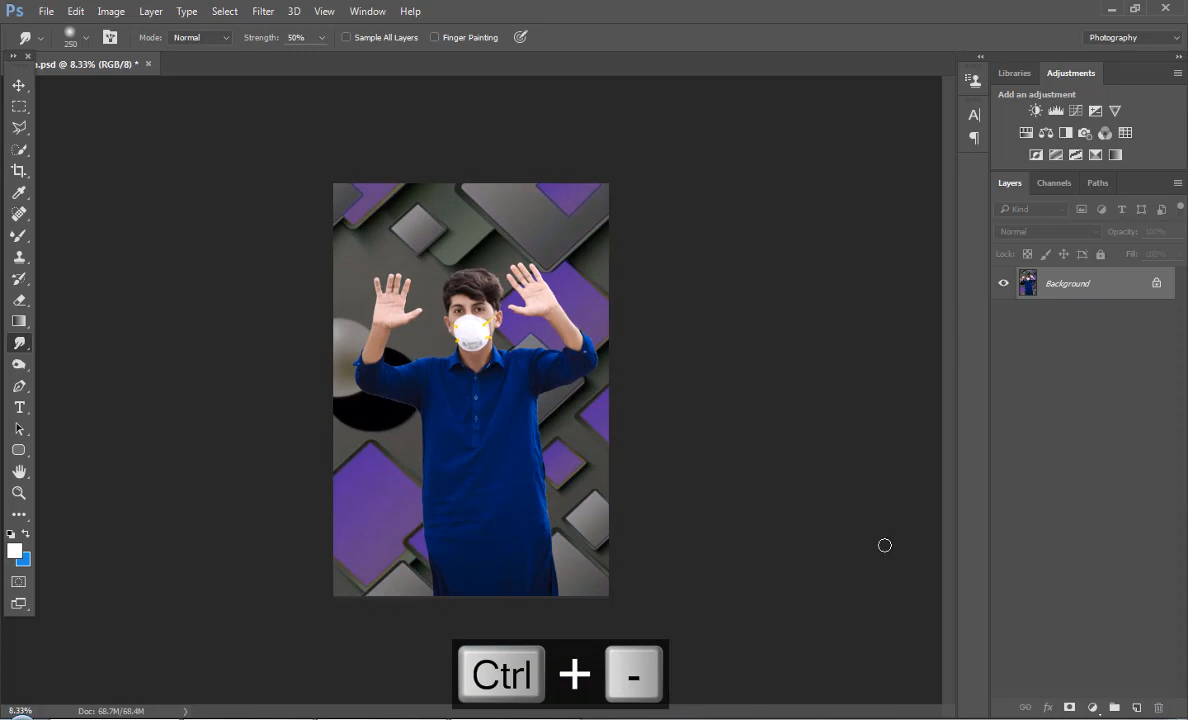 Ps File Edit Image Layer Type Select Filter 3D View Window Help
250 Mode: Normal Strength: 50% Sample All Layers Finger Painting Photography
.psd @ 8.33% (RGB/8) * ×
Libraries Adjustments
Add an adjustment
Layers Channels Paths
Kind
Normal Opacity: 100%
Lock: Fill: 100%
Background
Ctrl + -
8.33% Doc: 68.7M/68.4M